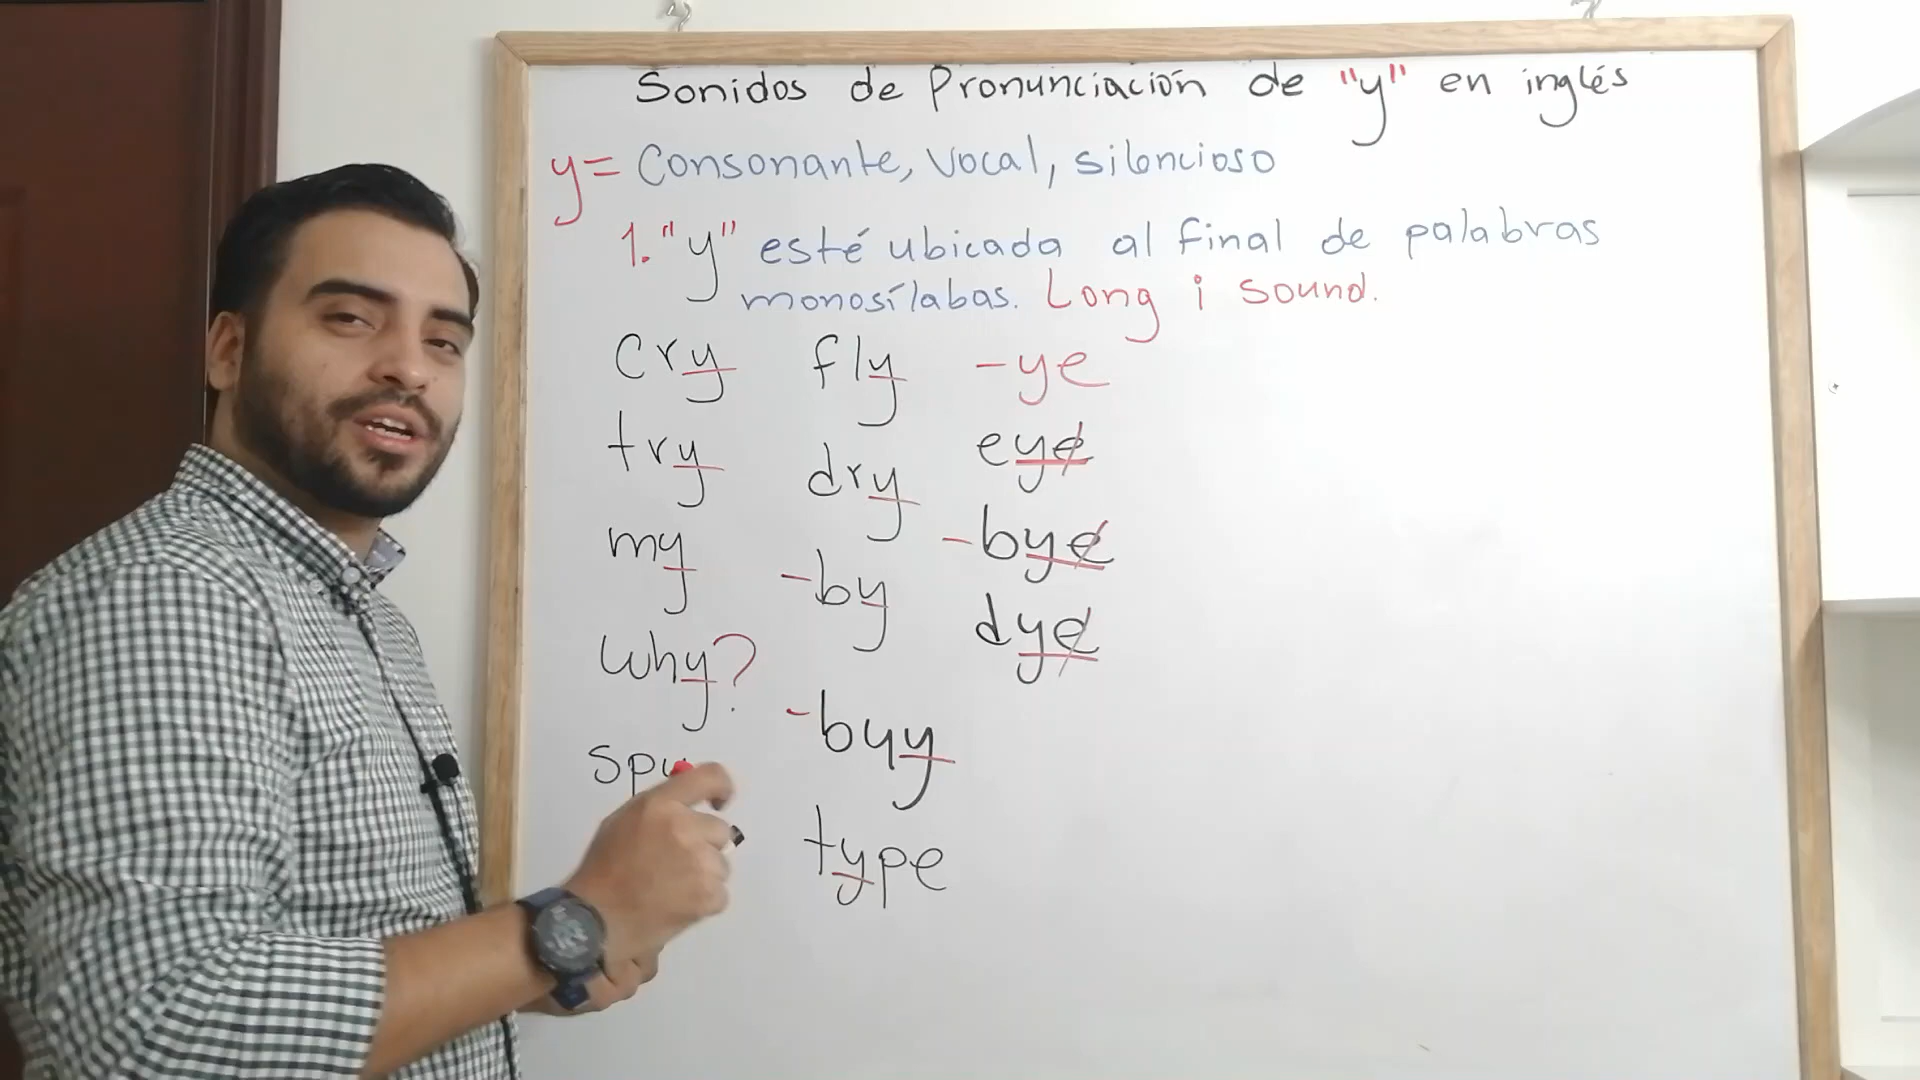 Sonidos de Pronunciación de "y" en inglés
y= Consonante, Vocal, silencioso
1. "y" esté ubicada al final de palabras
monosílabas. Long i sound.
cry fly -ye
try dry eye
my -by -bye
why? dye
-buy
type